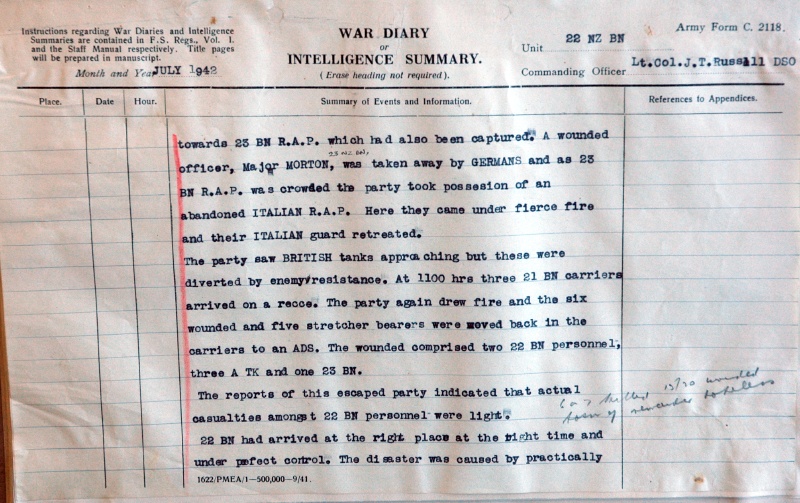 Instructions regarding War Diaries and Intelligence
Summaries are contained in F.S. Regs., Vol. I.
and the Staff Manual respectively. Title pages
will be prepared in manuscript.
Month and Year JULY 1942
WAR DIARY
or
INTELLIGENCE SUMMARY.
(Erase heading not required).
Army Form C. 2118.
Unit 22 NZ BN
Commanding Officer Lt.Col.J.T.Russell DSO
Place. Date Hour. Summary of Events and Information. References to Appendices.
towards 23 BN R.A.P. which had also been captured. A wounded
23 NZ BN,
officer, Major MORTON, was taken away by GERMANS and as 23
BN R.A.P. was crowded the party took possesion of an
abandoned ITALIAN R.A.P. Here they came under fierce fire
and their ITALIAN guard retreated.
The party saw BRITISH tanks approaching but these were
diverted by enemy resistance. At 1100 hrs three 21 BN carriers
arrived on a recce. The party again drew fire and the six
wounded and five stretcher bearers were moved back in the
carriers to an ADS. The wounded comprised two 22 BN personnel,
three A TK and one 23 BN.
The reports of this escaped party indicated that actual
casualties amongst 22 BN personnel were light.
killed 15/20 wounded
22 BN had arrived at the right place at the right time and
under pefect control. The disaster was caused by practically
1622/PMEA/1—500,000—9/41.